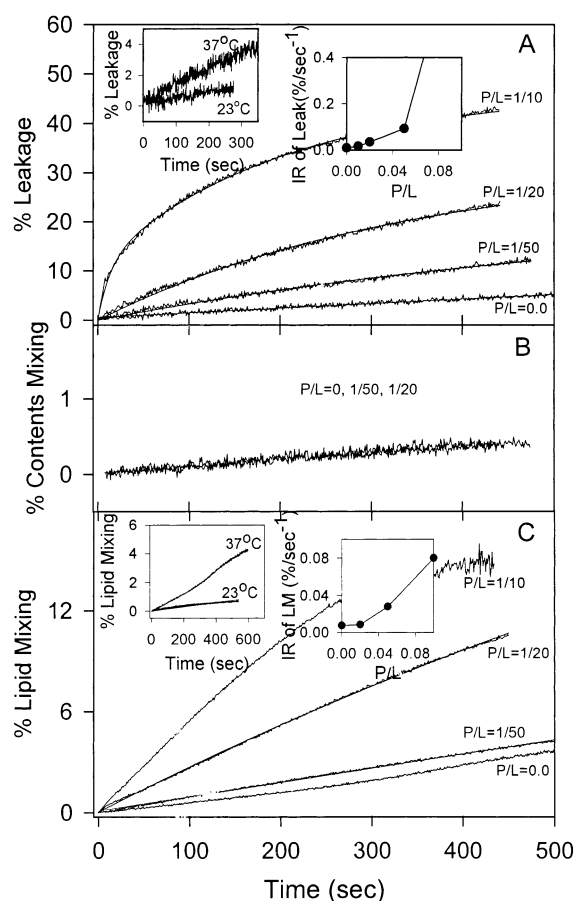 A
60
50
40
30
20
10
0
% Leakage
4
2
0
% Leakage
37°C
23°C
0 100 200 300
Time (sec)
0.4
0.2
0.0
IR of Leak(%/sec-1)
0.00 0.04 0.08
P/L
P/L=1/10
P/L=1/20
P/L=1/50
P/L=0.0
B
1
0
% Contents Mixing
P/L=0, 1/50, 1/20
C
12
6
0
% Lipid Mixing
6
4
2
0
% Lipid Mixing
37°C
23°C
0 200 400 600
Time (sec)
0.08
0.04
0.00
IR of LM (%/sec-1)
0.00 0.04 0.08
P/L
P/L=1/10
P/L=1/20
P/L=1/50
P/L=0.0
0 100 200 300 400 500
Time (sec)